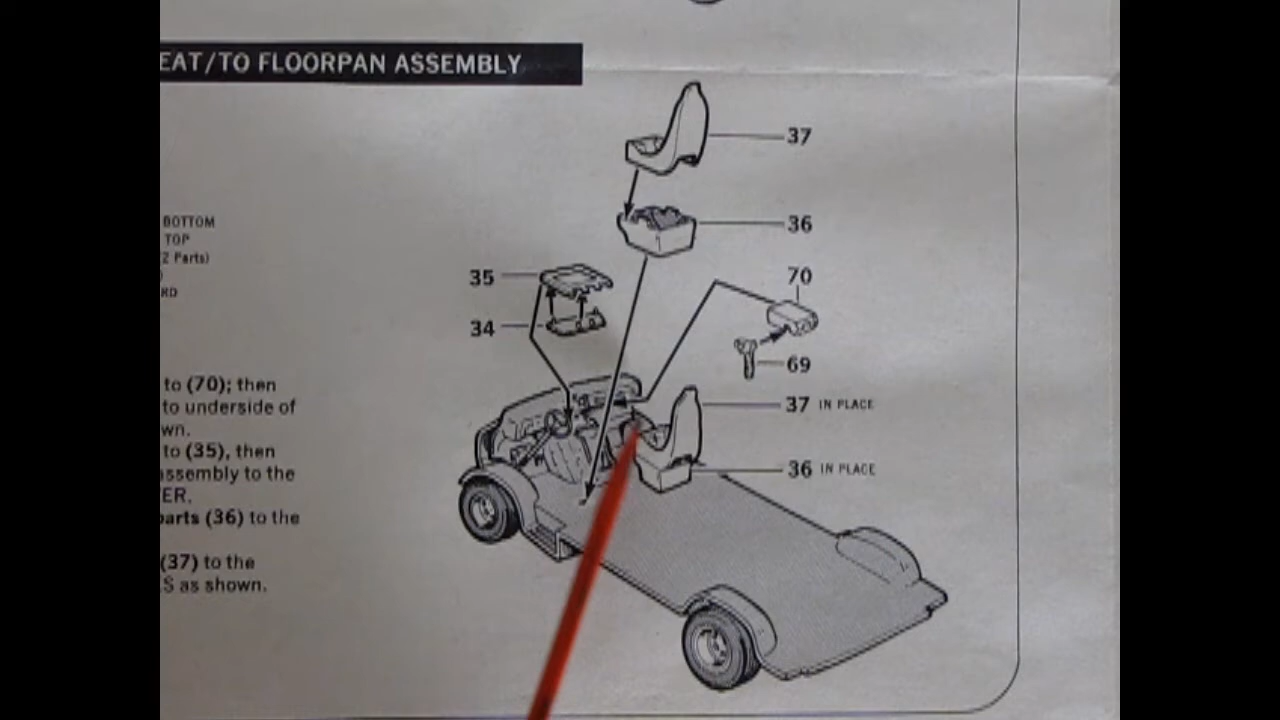 EAT/TO FLOORPAN ASSEMBLY
37
36
BOTTOM
TOP
2 Parts)
)
RD
35
70
34
69
37 IN PLACE
36 IN PLACE
to (70); then
to underside of
wn.
to (35), then
assembly to the
ER.
parts (36) to the
(37) to the
S as shown.